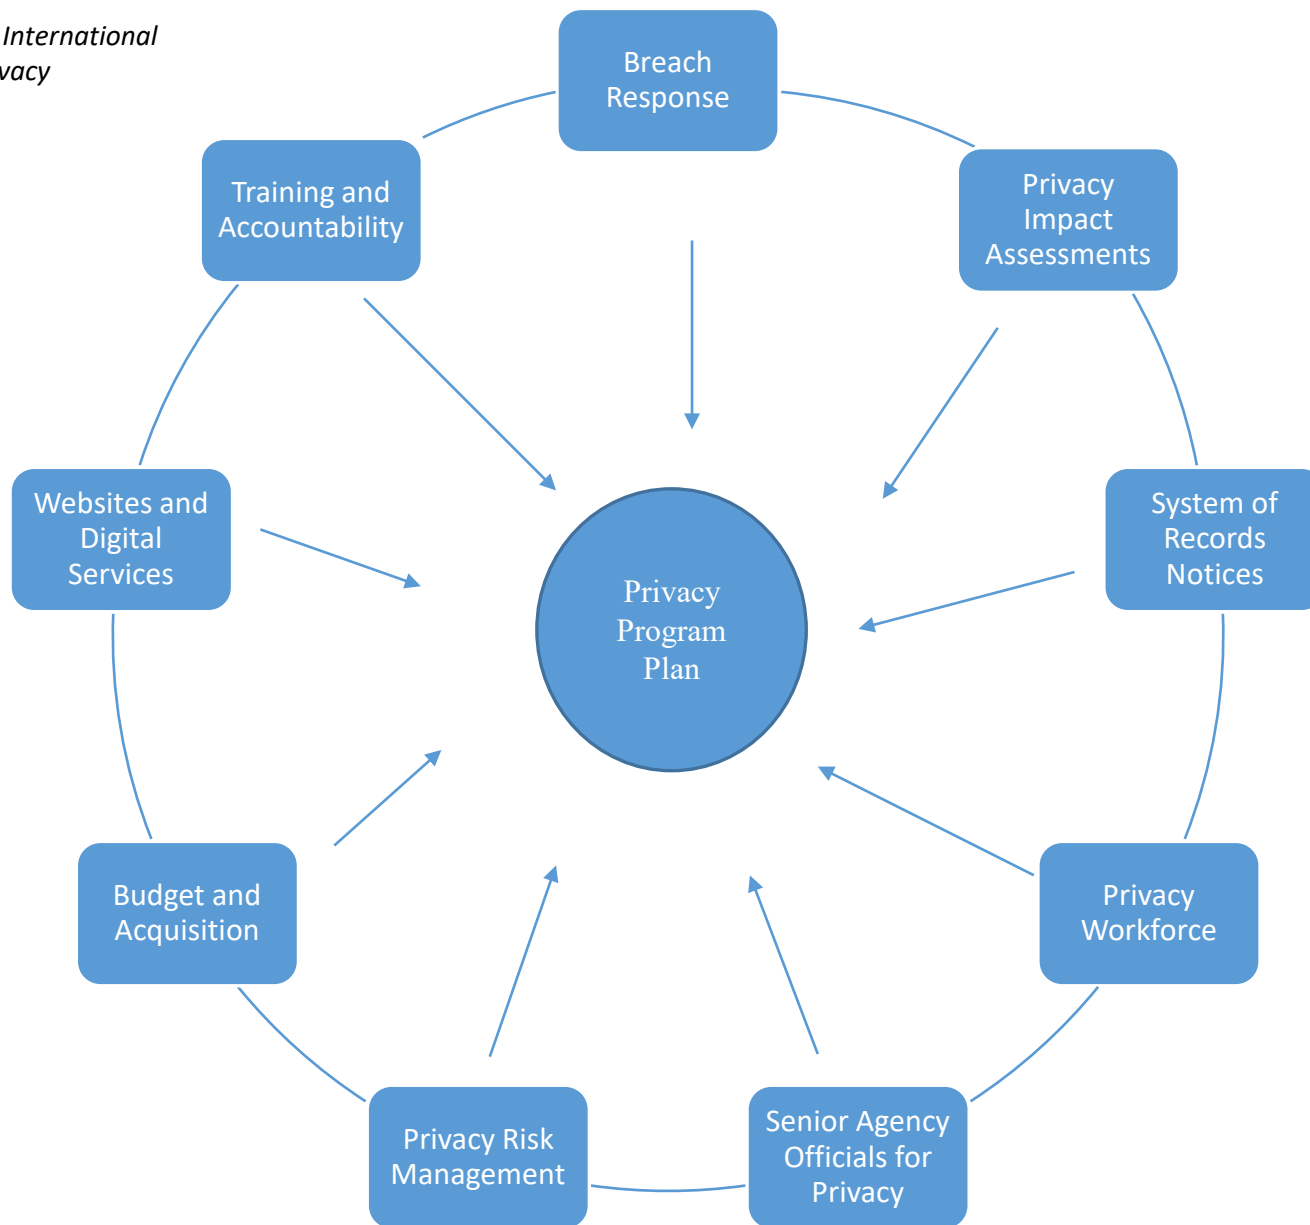 International
Breach
Response
Training and
Accountability
Privacy
Impact
Assessments
Websites and
Digital
Services
System of
Records
Notices
Privacy
Program
Plan
Budget and
Acquisition
Privacy
Workforce
Privacy Risk
Management
Senior Agency
Officials for
Privacy